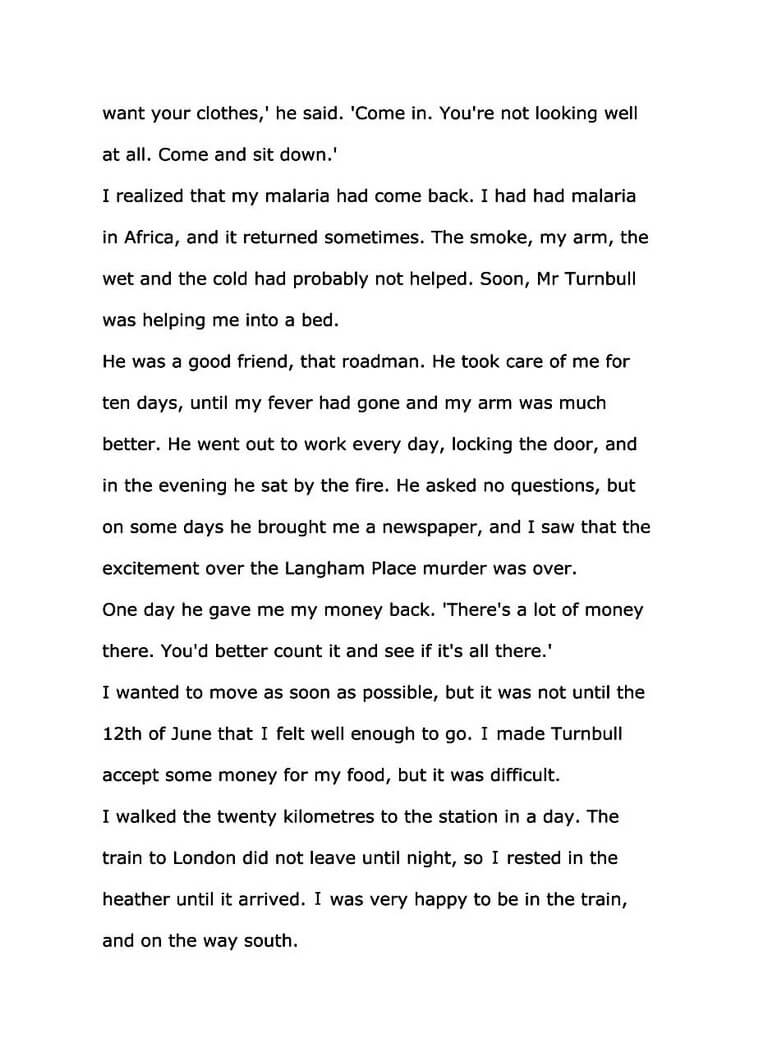 want your clothes,' he said. 'Come in. You're not looking well
at all. Come and sit down.'
I realized that my malaria had come back. I had had malaria
in Africa, and it returned sometimes. The smoke, my arm, the
wet and the cold had probably not helped. Soon, Mr Turnbull
was helping me into a bed.
He was a good friend, that roadman. He took care of me for
ten days, until my fever had gone and my arm was much
better. He went out to work every day, locking the door, and
in the evening he sat by the fire. He asked no questions, but
on some days he brought me a newspaper, and I saw that the
excitement over the Langham Place murder was over.
One day he gave me my money back. 'There's a lot of money
there. You'd better count it and see if it's all there.'
I wanted to move as soon as possible, but it was not until the
12th of June that I felt well enough to go. I made Turnbull
accept some money for my food, but it was difficult.
I walked the twenty kilometres to the station in a day. The
train to London did not leave until night, so I rested in the
heather until it arrived. I was very happy to be in the train,
and on the way south.